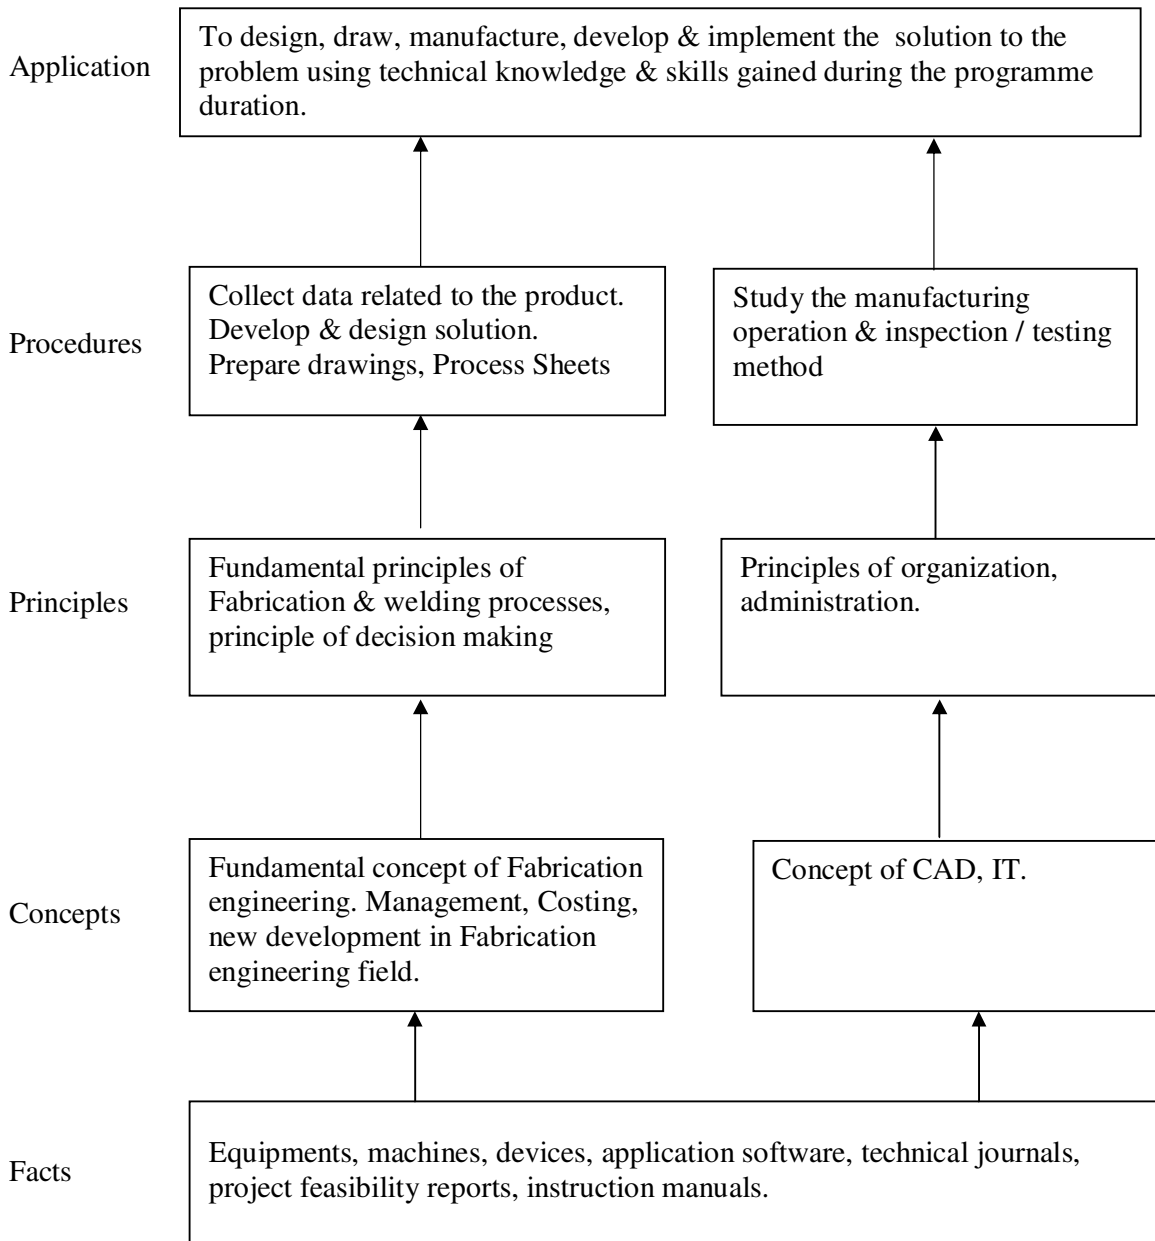 Application
To design, draw, manufacture, develop & implement the  solution to the
problem using technical knowledge & skills gained during the programme
duration.
Procedures
Collect data related to the product.
Develop & design solution.
Prepare drawings, Process Sheets
Study the manufacturing
operation & inspection / testing
method
Principles
Fundamental principles of
Fabrication & welding processes,
principle of decision making
Principles of organization,
administration.
Concepts
Fundamental concept of Fabrication
engineering. Management, Costing,
new development in Fabrication
engineering field.
Concept of CAD, IT.
Facts
Equipments, machines, devices, application software, technical journals,
project feasibility reports, instruction manuals.